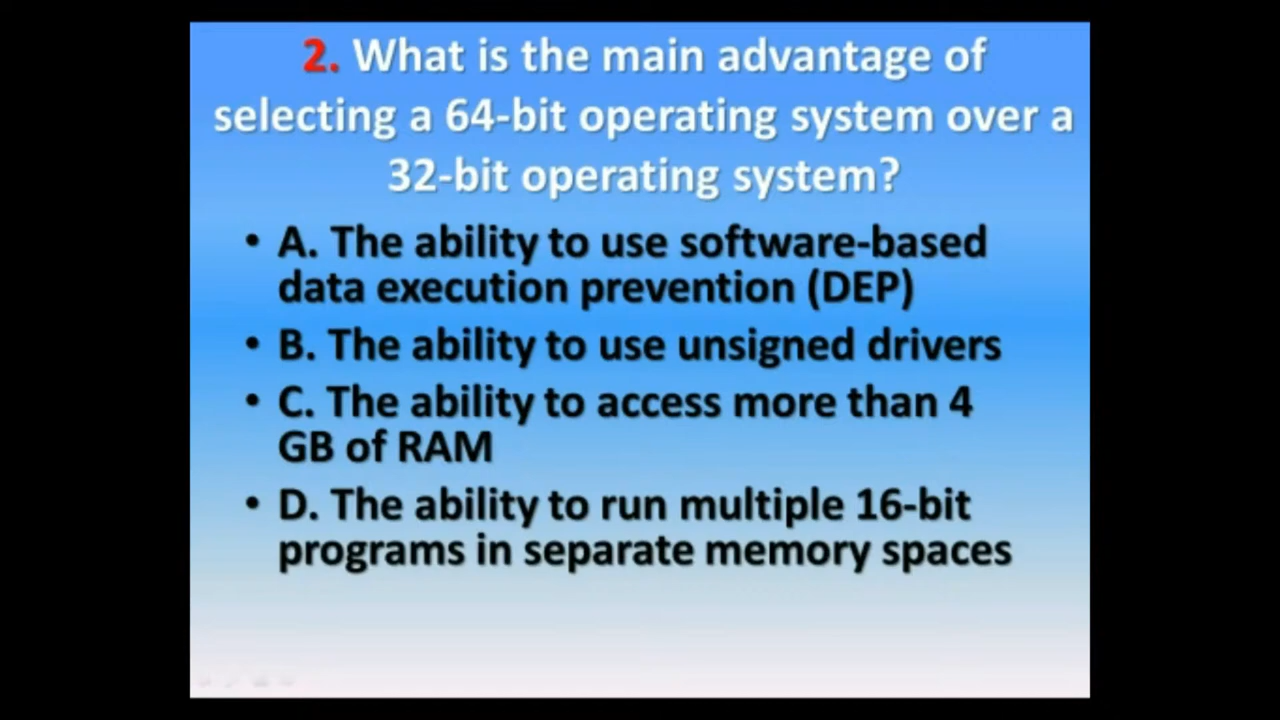 2. What is the main advantage of
selecting a 64-bit operating system over a
32-bit operating system?
• A. The ability to use software-based
data execution prevention (DEP)
• B. The ability to use unsigned drivers
• C. The ability to access more than 4
GB of RAM
• D. The ability to run multiple 16-bit
programs in separate memory spaces